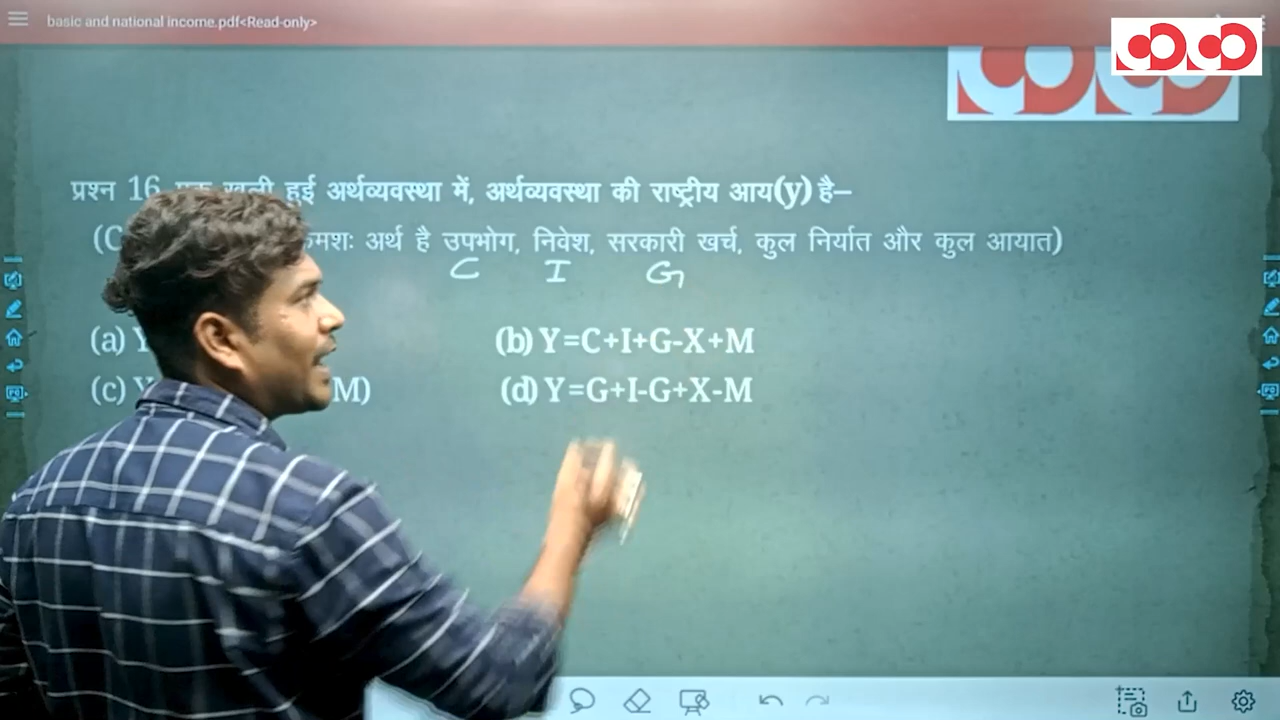 basic and national income.pdf<Read-only>
प्रश्न 16 हुई अर्थव्यवस्था में, अर्थव्यवस्था की राष्ट्रीय आय(y) है–
(C अर्थ है उपभोग, निवेश, सरकारी खर्च, कुल निर्यात और कुल आयात)
C I G
(a) Y (b) Y=C+I+G-X+M
(c) Y M) (d) Y=G+I-G+X-M